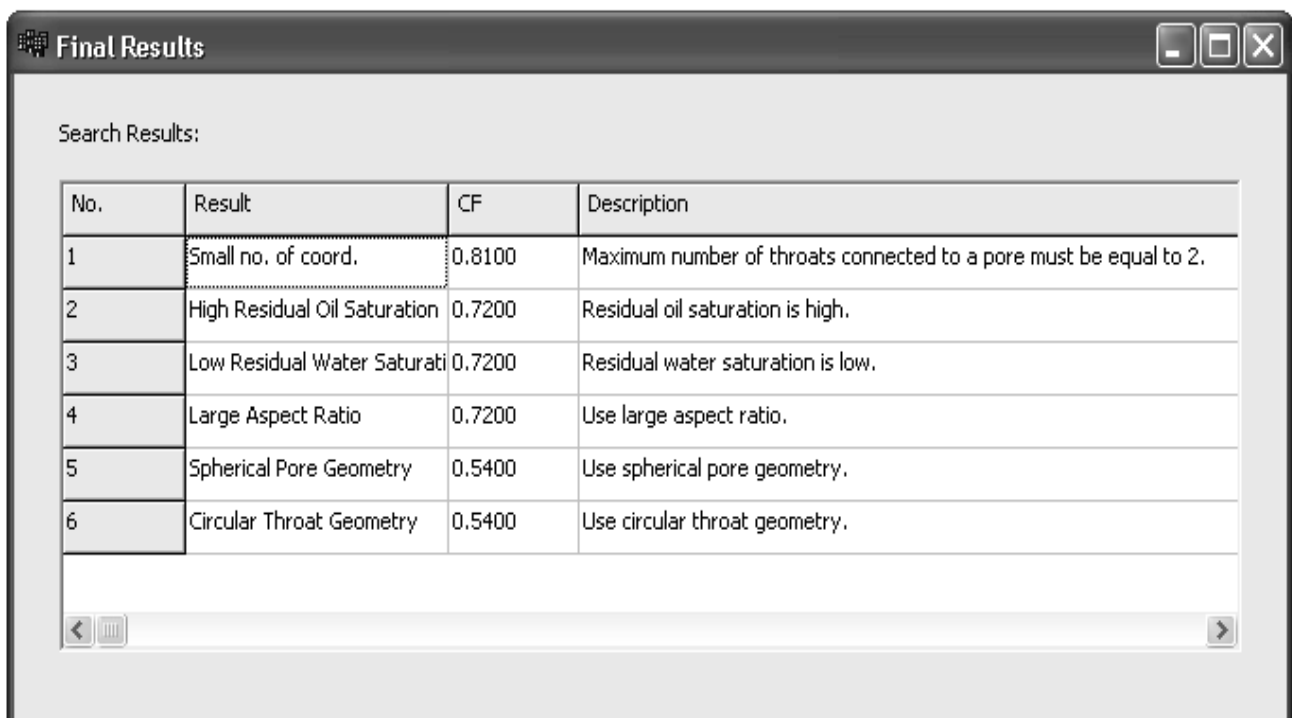 Final Results
Search Results:
No. Result CF Description
1 Small no. of coord. 0.8100 Maximum number of throats connected to a pore must be equal to 2.
2 High Residual Oil Saturation 0.7200 Residual oil saturation is high.
3 Low Residual Water Saturati 0.7200 Residual water saturation is low.
4 Large Aspect Ratio 0.7200 Use large aspect ratio.
5 Spherical Pore Geometry 0.5400 Use spherical pore geometry.
6 Circular Throat Geometry 0.5400 Use circular throat geometry.